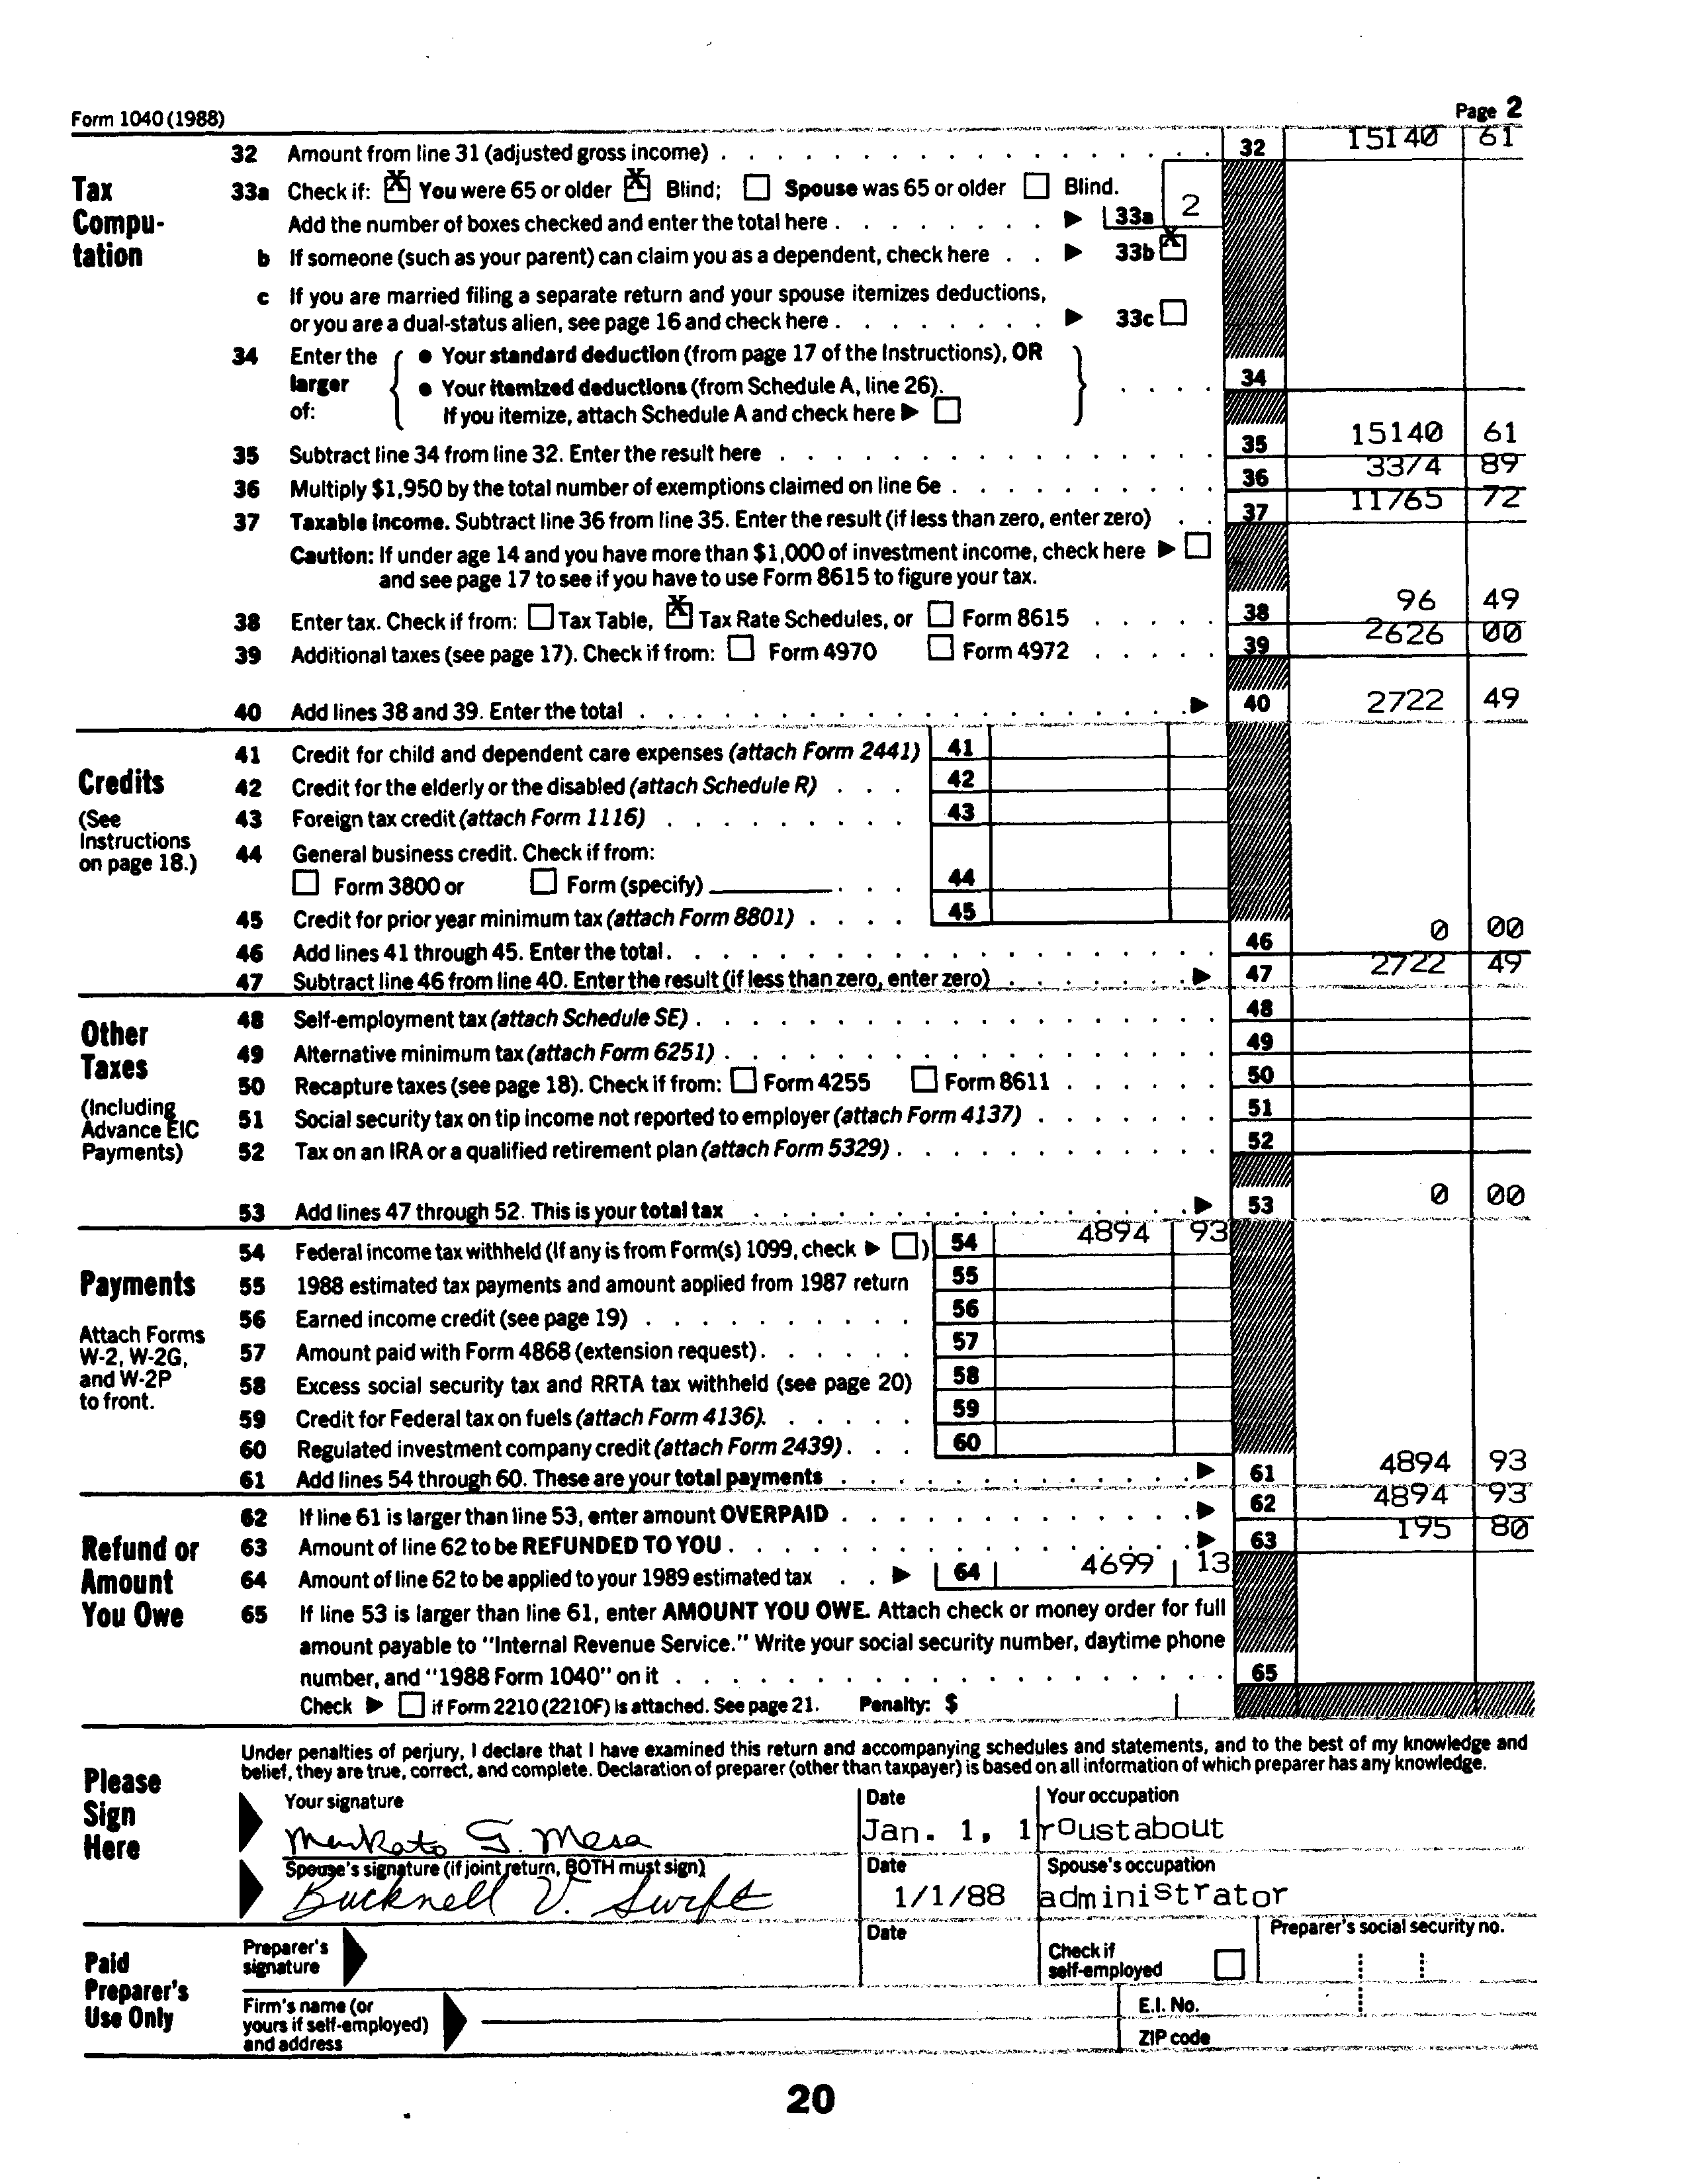 Form 1040 (1988) Page 2
32 Amount from line 31 (adjusted gross income) 32 15140 61
Tax Computation
33a Check if: X You were 65 or older X Blind; Spouse was 65 or older Blind.
Add the number of boxes checked and enter the total here 33a 2
b If someone (such as your parent) can claim you as a dependent, check here 33b X
c If you are married filing a separate return and your spouse itemizes deductions,
or you are a dual-status alien, see page 16 and check here 33c
34 Enter the larger of:
• Your standard deduction (from page 17 of the Instructions), OR
• Your itemized deductions (from Schedule A, line 26). 34
If you itemize, attach Schedule A and check here
35 Subtract line 34 from line 32. Enter the result here 35 15140 61
36 Multiply $1,950 by the total number of exemptions claimed on line 6e 36 3374 89
37 Taxable income. Subtract line 36 from line 35. Enter the result (if less than zero, enter zero) 37 11765 72
Caution: If under age 14 and you have more than $1,000 of investment income, check here
and see page 17 to see if you have to use Form 8615 to figure your tax.
38 Enter tax. Check if from: Tax Table, X Tax Rate Schedules, or Form 8615 38 96 49
39 Additional taxes (see page 17). Check if from: Form 4970 Form 4972 39 2626 00
40 Add lines 38 and 39. Enter the total 40 2722 49
Credits
(See Instructions on page 18.)
41 Credit for child and dependent care expenses (attach Form 2441) 41
42 Credit for the elderly or the disabled (attach Schedule R) 42
43 Foreign tax credit (attach Form 1116) 43
44 General business credit. Check if from:
Form 3800 or Form (specify) 44
45 Credit for prior year minimum tax (attach Form 8801) 45
46 Add lines 41 through 45. Enter the total 46 0 00
47 Subtract line 46 from line 40. Enter the result (if less than zero, enter zero) 47 2722 49
Other Taxes
(Including Advance EIC Payments)
48 Self-employment tax (attach Schedule SE) 48
49 Alternative minimum tax (attach Form 6251) 49
50 Recapture taxes (see page 18). Check if from: Form 4255 Form 8611 50
51 Social security tax on tip income not reported to employer (attach Form 4137) 51
52 Tax on an IRA or a qualified retirement plan (attach Form 5329) 52
53 Add lines 47 through 52. This is your total tax 53 0 00
Payments
Attach Forms W-2, W-2G, and W-2P to front.
54 Federal income tax withheld (If any is from Form(s) 1099, check ) 54 4894 93
55 1988 estimated tax payments and amount applied from 1987 return 55
56 Earned income credit (see page 19) 56
57 Amount paid with Form 4868 (extension request) 57
58 Excess social security tax and RRTA tax withheld (see page 20) 58
59 Credit for Federal tax on fuels (attach Form 4136) 59
60 Regulated investment company credit (attach Form 2439) 60
61 Add lines 54 through 60. These are your total payments 61 4894 93
Refund or Amount You Owe
62 If line 61 is larger than line 53, enter amount OVERPAID 62 4894 93
63 Amount of line 62 to be REFUNDED TO YOU 63 195 80
64 Amount of line 62 to be applied to your 1989 estimated tax 64 4699 13
65 If line 53 is larger than line 61, enter AMOUNT YOU OWE. Attach check or money order for full
amount payable to "Internal Revenue Service." Write your social security number, daytime phone
number, and "1988 Form 1040" on it 65
Check if Form 2210 (2210F) is attached. See page 21. Penalty: $
Please Sign Here
Under penalties of perjury, I declare that I have examined this return and accompanying schedules and statements, and to the best of my knowledge and
belief, they are true, correct, and complete. Declaration of preparer (other than taxpayer) is based on all information of which preparer has any knowledge.
Your signature Date Your occupation
Menkato G. Mesa Jan. 1, 1 roustabout
Spouse's signature (if joint return, BOTH must sign) Date Spouse's occupation
Bucknell V. Swift 1/1/88 administrator
Paid Preparer's Use Only
Preparer's signature Date Check if self-employed Preparer's social security no.
Firm's name (or yours if self-employed) and address E.I. No.
ZIP code
20